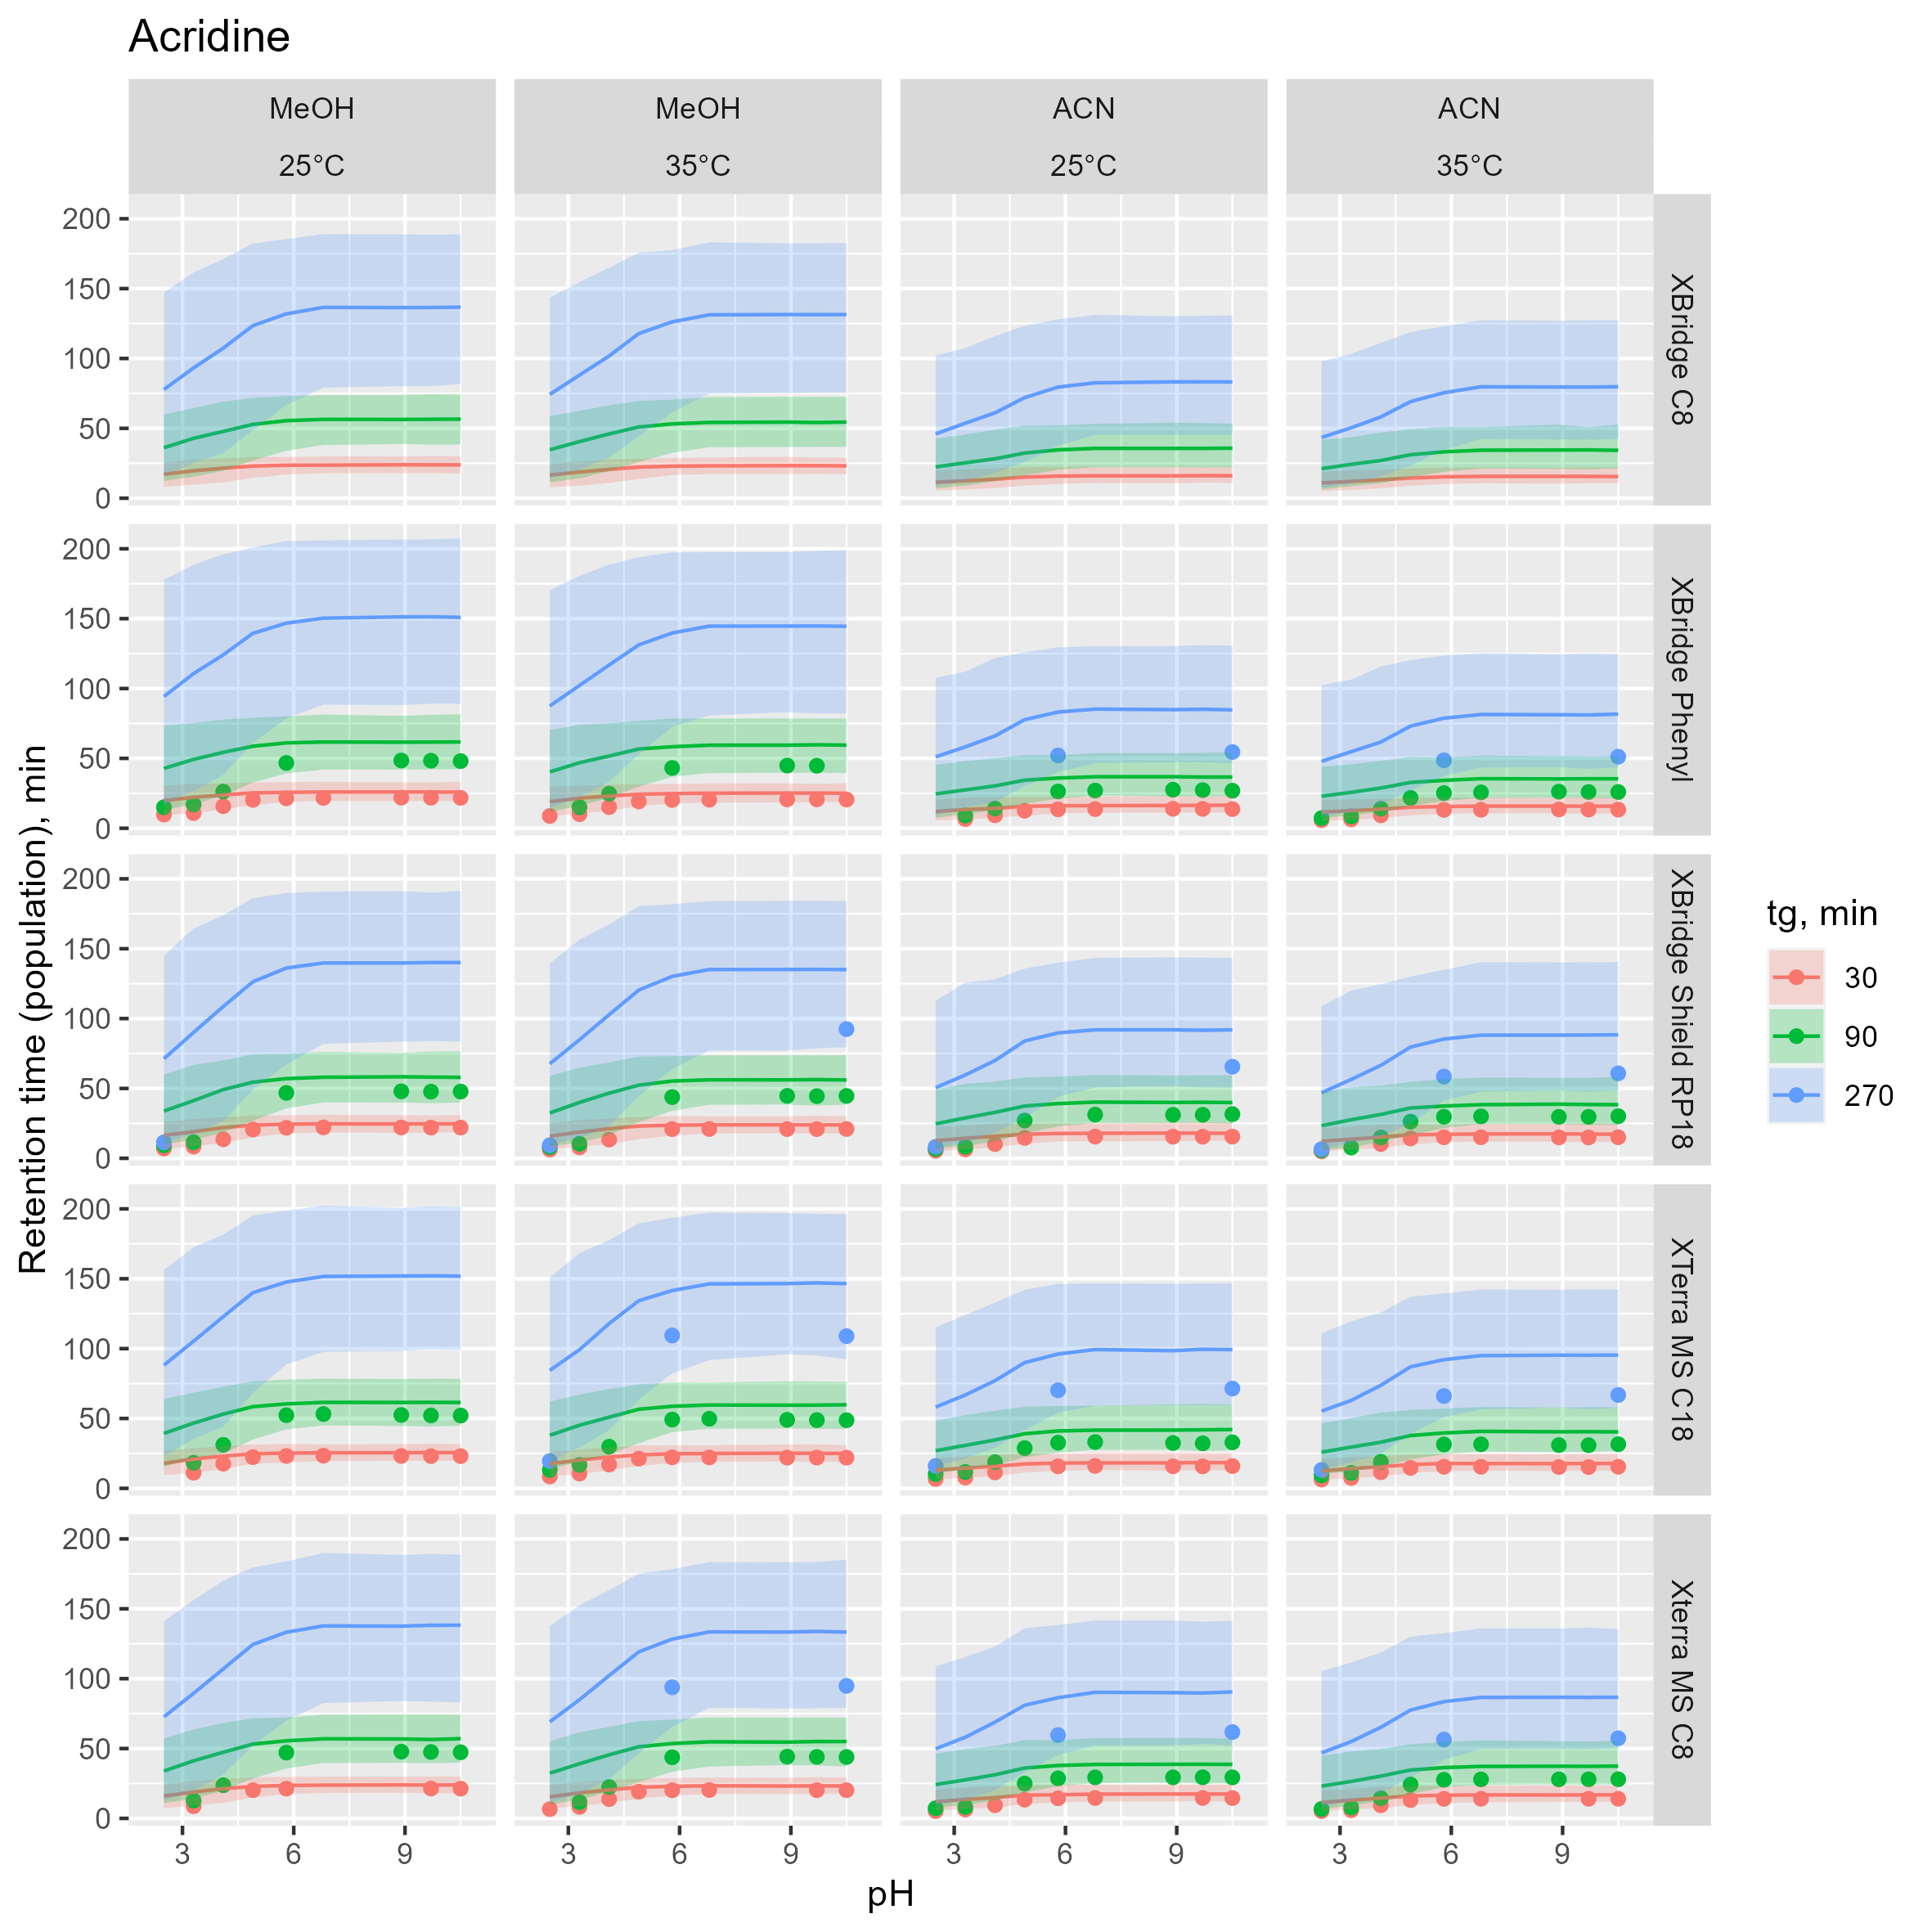 Acridine
MeOH
25°C
MeOH
35°C
ACN
25°C
ACN
35°C
Retention time (population), min
200
150
100
50
0
XBridge C8
200
150
100
50
0
XBridge Phenyl
200
150
100
50
0
XBridge Shield RP18
200
150
100
50
0
XTerra MS C18
200
150
100
50
0
Xterra MS C8
3 6 9
3 6 9
3 6 9
3 6 9
pH
tg, min
30
90
270